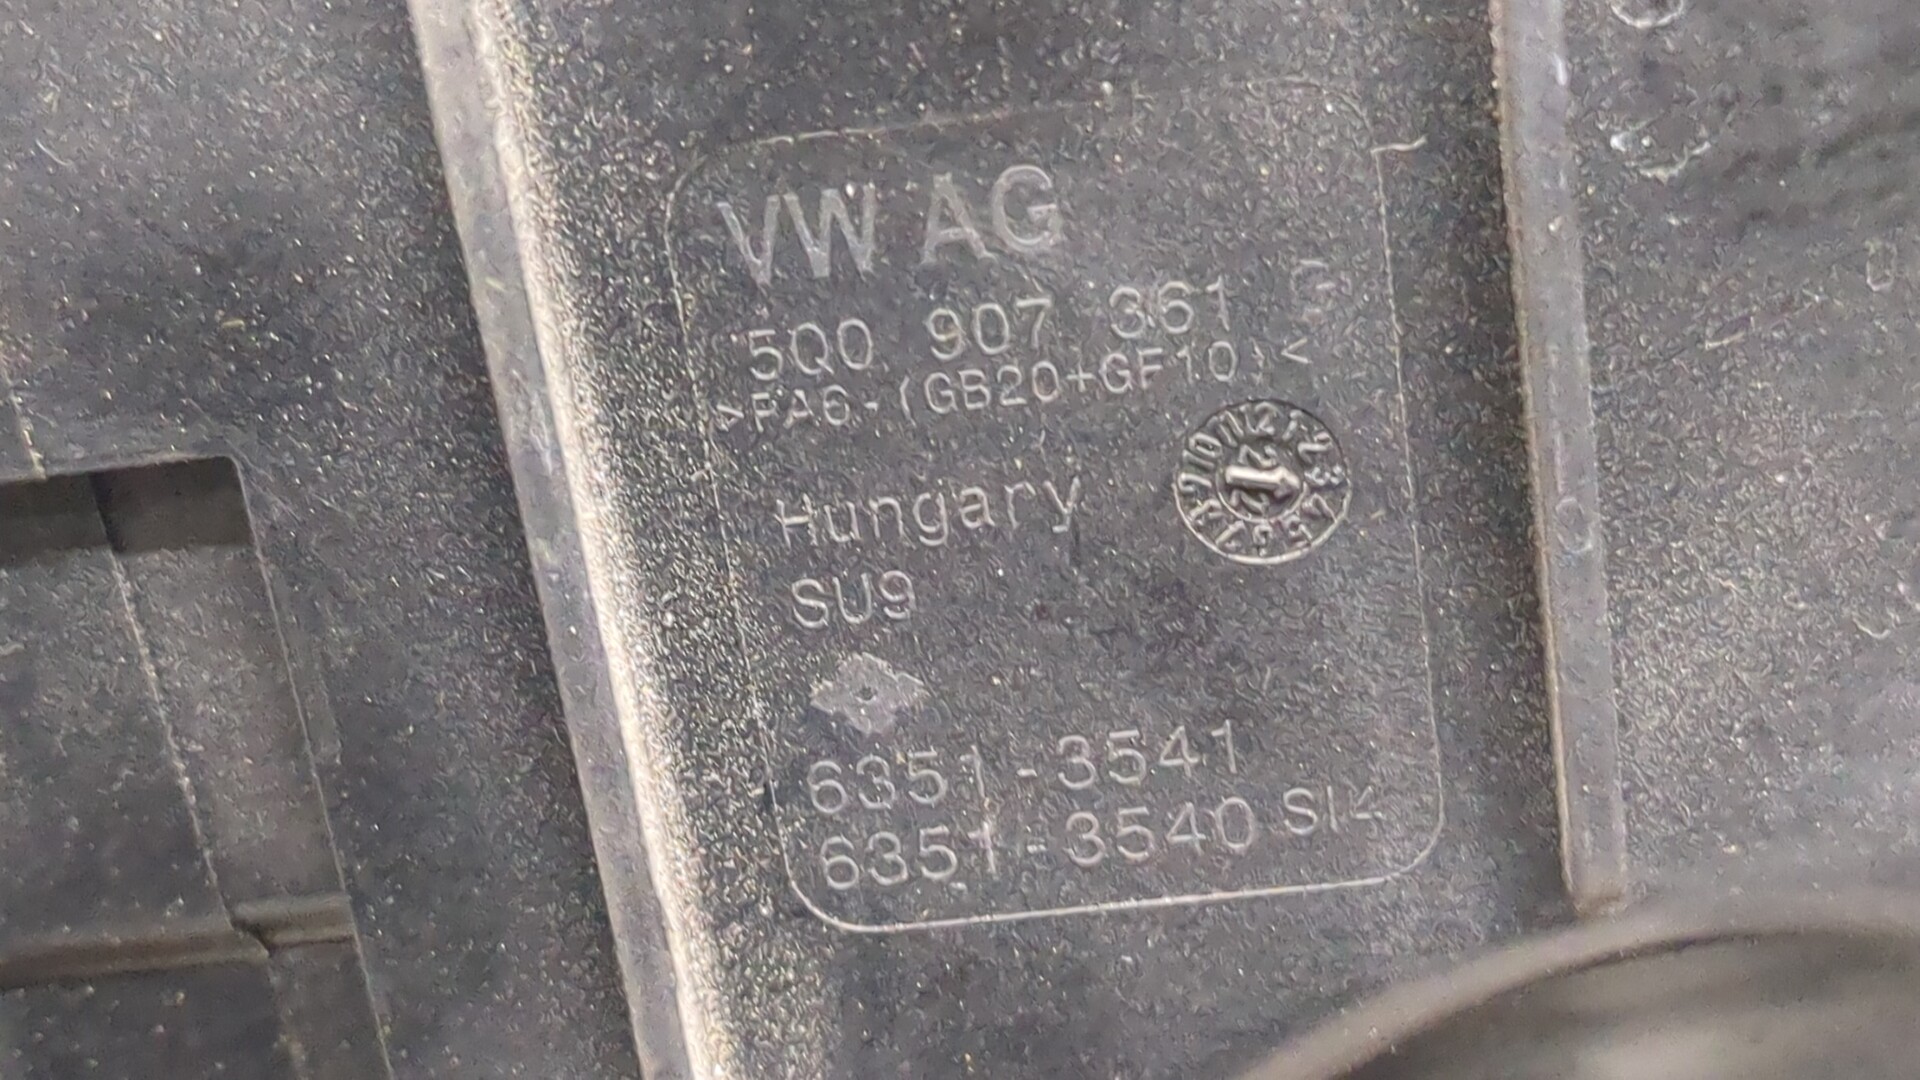 VW AG
5Q0 907 361
>PA6-(GB20+GF10)<
Hungary
SU9
6351-3541
6351-3540